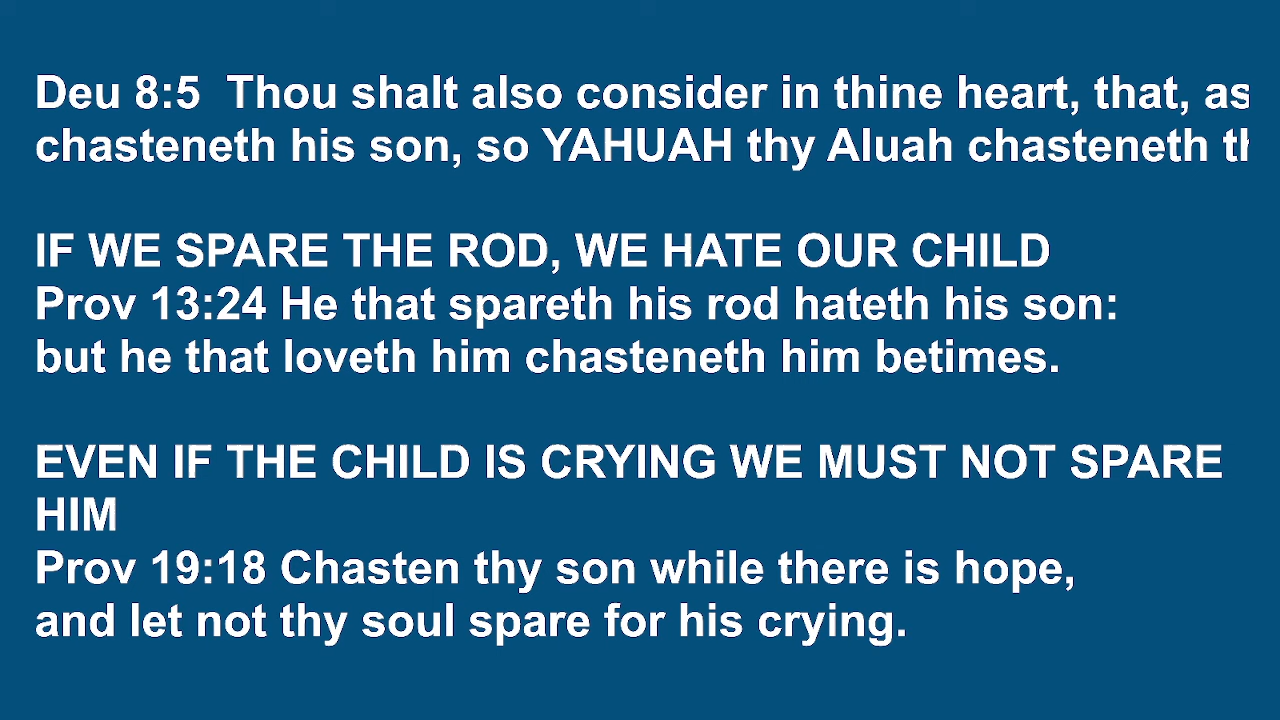 Deu 8:5  Thou shalt also consider in thine heart, that, as
chasteneth his son, so YAHUAH thy Aluah chasteneth
IF WE SPARE THE ROD, WE HATE OUR CHILD
Prov 13:24 He that spareth his rod hateth his son:
but he that loveth him chasteneth him betimes.
EVEN IF THE CHILD IS CRYING WE MUST NOT SPARE
HIM
Prov 19:18 Chasten thy son while there is hope,
and let not thy soul spare for his crying.